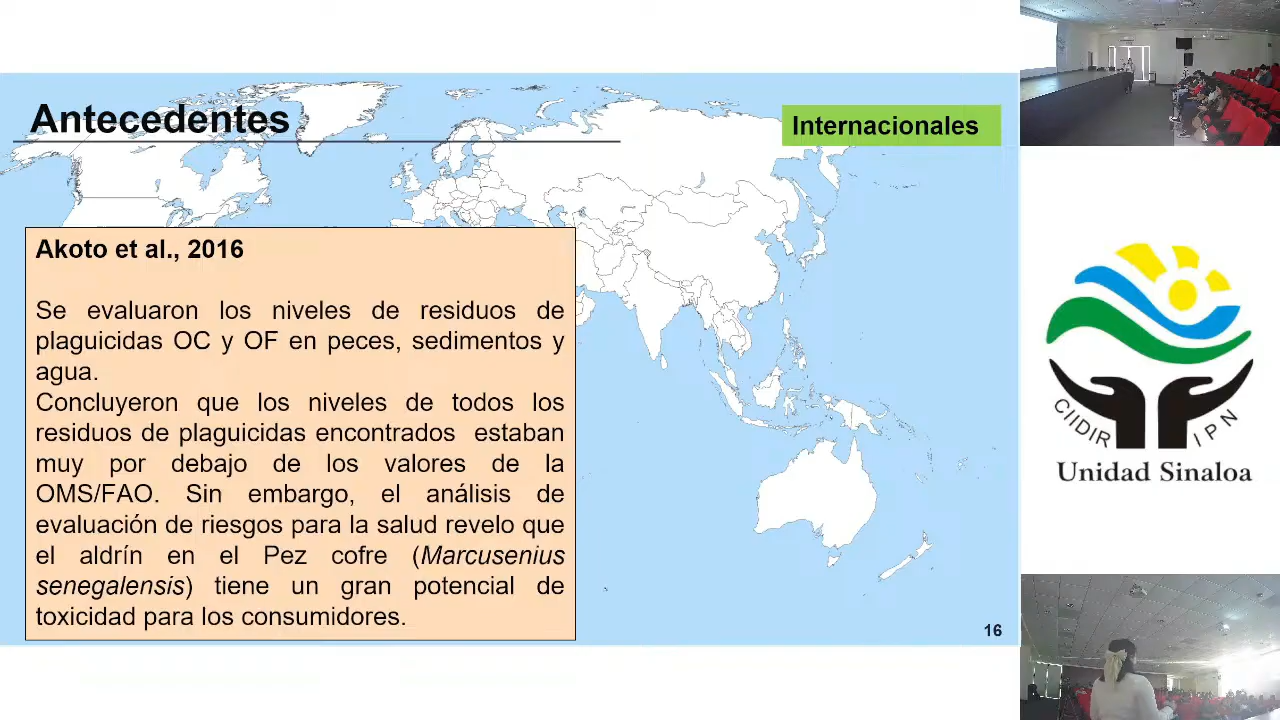 Antecedentes
Internacionales
Akoto et al., 2016
Se evaluaron los niveles de residuos de
plaguicidas OC y OF en peces, sedimentos y
agua.
Concluyeron que los niveles de todos los
residuos de plaguicidas encontrados estaban
muy por debajo de los valores de la
OMS/FAO. Sin embargo, el análisis de
evaluación de riesgos para la salud revelo que
el aldrín en el Pez cofre (Marcusenius
senegalensis) tiene un gran potencial de
toxicidad para los consumidores.
16
CIIDIR IPN
Unidad Sinaloa